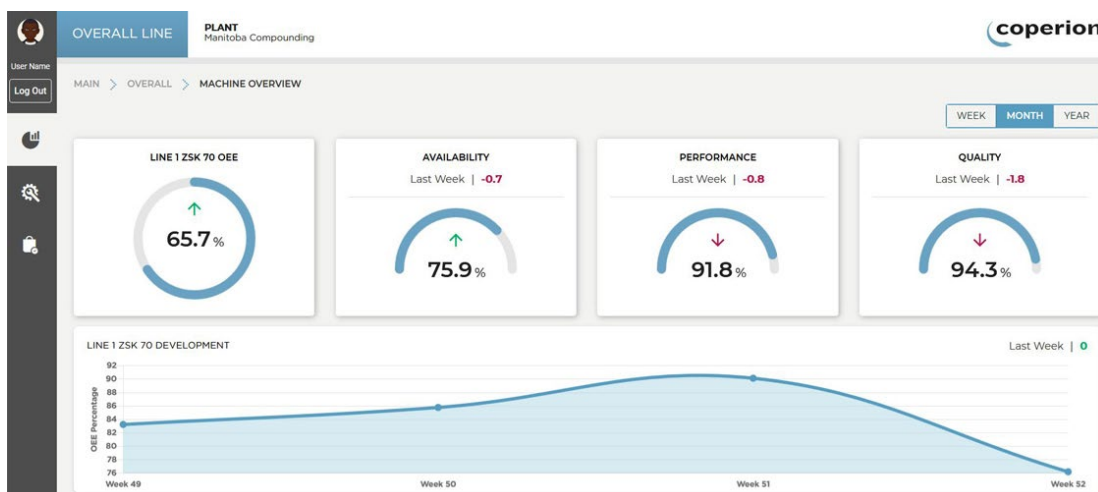 OVERALL LINE
PLANT
Manitoba Compounding
coperion
User Name
Log Out
MAIN > OVERALL > MACHINE OVERVIEW
WEEK MONTH YEAR
LINE 1 ZSK 70 OEE
65.7 %
AVAILABILITY
Last Week | -0.7
75.9 %
PERFORMANCE
Last Week | -0.8
91.8 %
QUALITY
Last Week | -1.8
94.3 %
LINE 1 ZSK 70 DEVELOPMENT
Last Week | 0
OEE Percentage
92
90
88
86
84
82
80
78
76
Week 49 Week 50 Week 51 Week 52